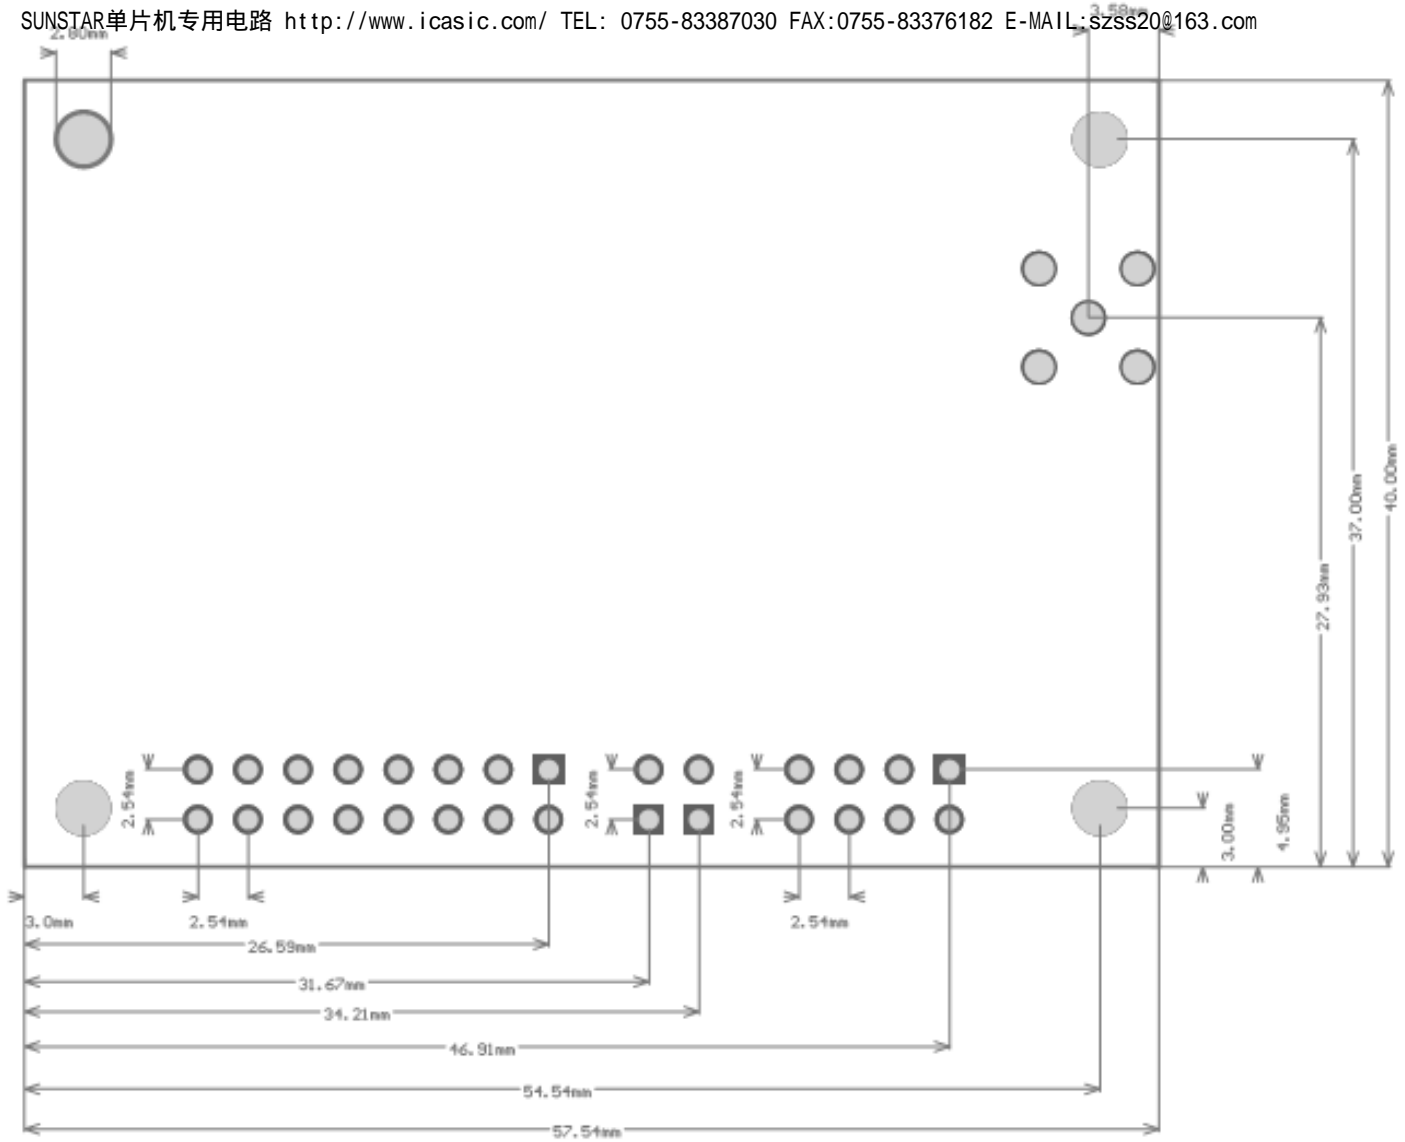 SUNSTAR单片机专用电路 http://www.icasic.com/ TEL: 0755-83387030 FAX:0755-83376182 E-MAIL:szss20@163.com
3.58mm
2.80mm
40.00mm
37.00mm
27.93mm
2.54mm
2.54mm
2.54mm
3.00mm
4.95mm
3.0mm
2.54mm
2.54mm
26.59mm
31.67mm
34.21mm
46.91mm
54.54mm
57.54mm